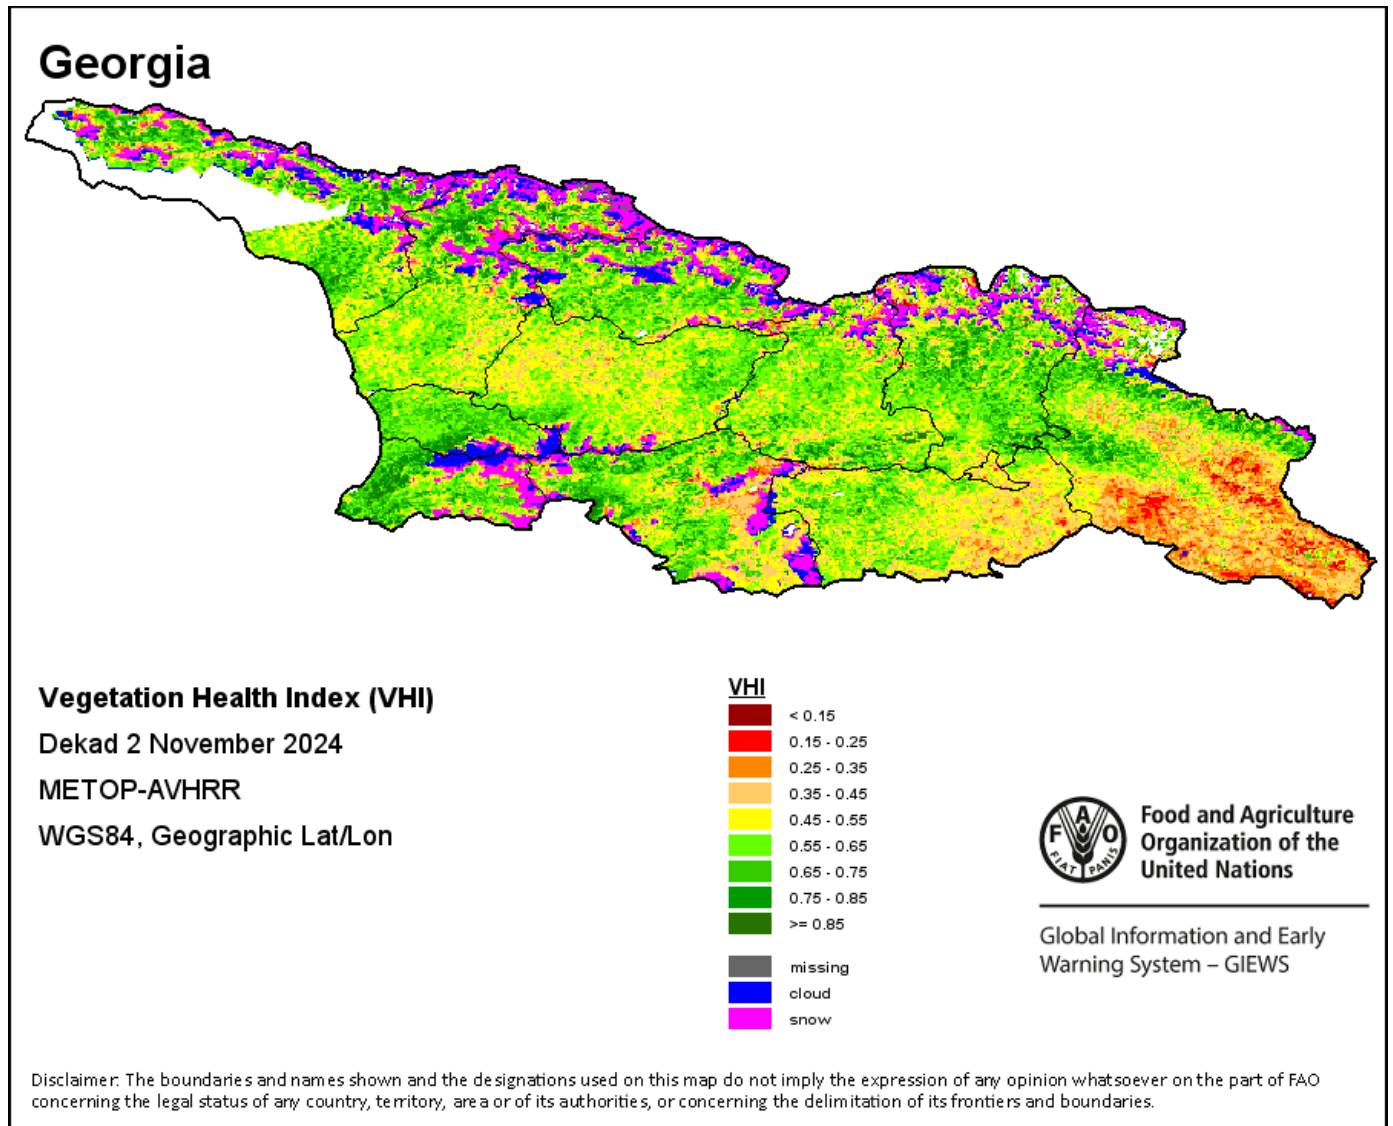 Georgia
Vegetation Health Index (VHI)
Dekad 2 November 2024
METOP-AVHRR
WGS84, Geographic Lat/Lon
VHI
< 0.15
0.15 - 0.25
0.25 - 0.35
0.35 - 0.45
0.45 - 0.55
0.55 - 0.65
0.65 - 0.75
0.75 - 0.85
>= 0.85
missing
cloud
snow
F A O
FIAT PANIS
Food and Agriculture
Organization of the
United Nations
Global Information and Early
Warning System – GIEWS
Disclaimer: The boundaries and names shown and the designations used on this map do not imply the expression of any opinion whatsoever on the part of FAO
concerning the legal status of any country, territory, area or of its authorities, or concerning the delimitation of its frontiers and boundaries.